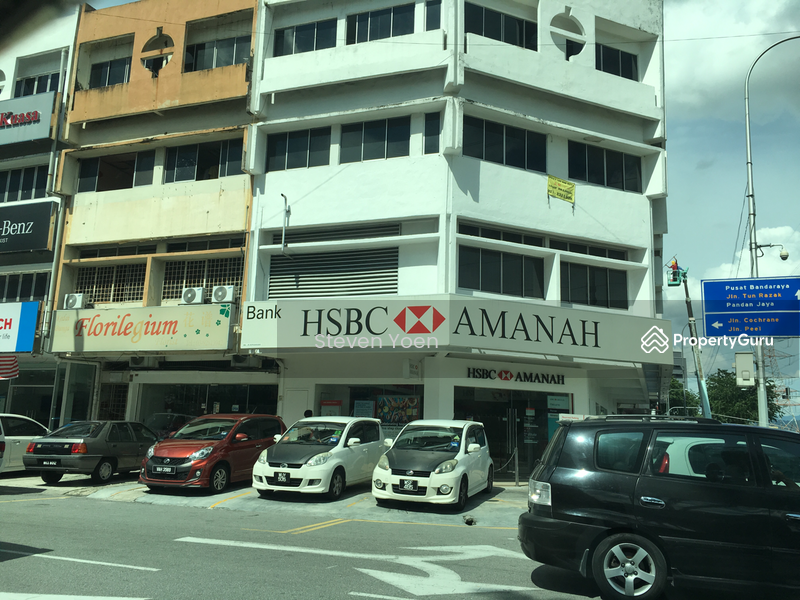 Kuasa
-Benz
Florilegium
Bank
HSBC AMANAH
Steven Yoen
PropertyGuru
HSBC AMANAH
Pusat Bandaraya
Jln. Tun Razak
Pandan Jaya
Jln. Cochrane
Jln. Peel